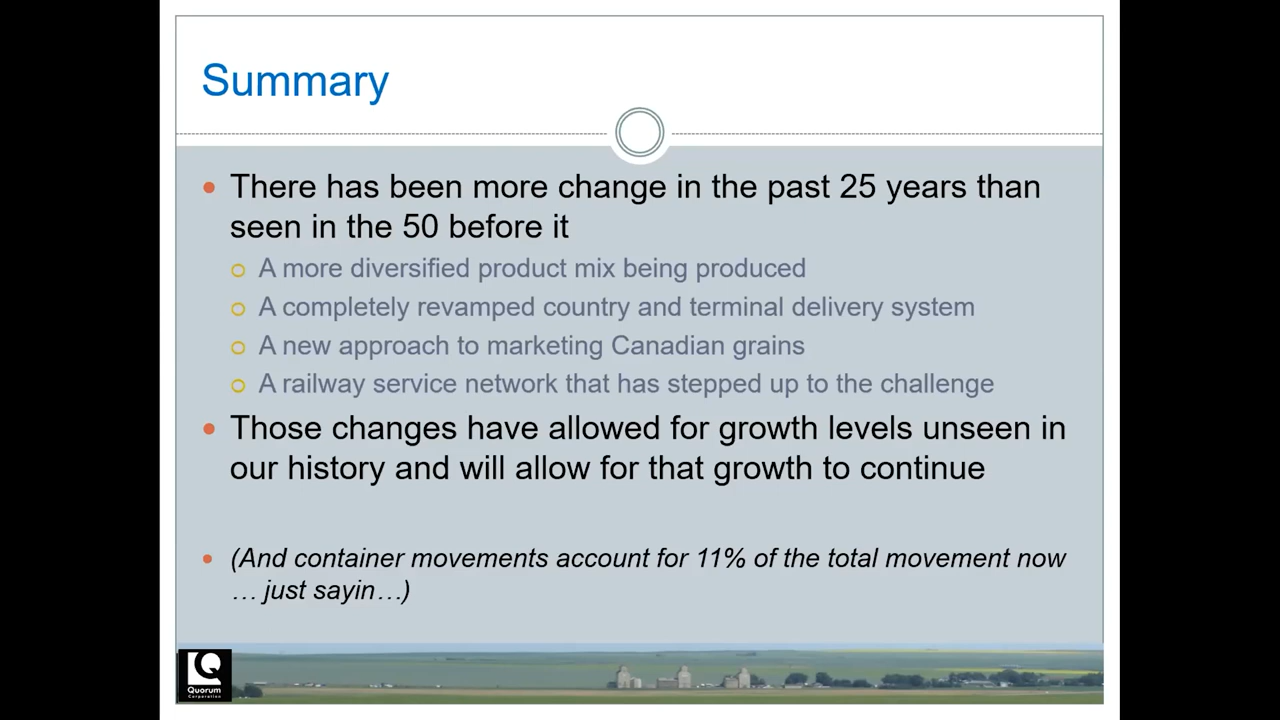 Summary
There has been more change in the past 25 years than
seen in the 50 before it
A more diversified product mix being produced
A completely revamped country and terminal delivery system
A new approach to marketing Canadian grains
A railway service network that has stepped up to the challenge
Those changes have allowed for growth levels unseen in
our history and will allow for that growth to continue
(And container movements account for 11% of the total movement now
… just sayin…)
Quorum
Corporation